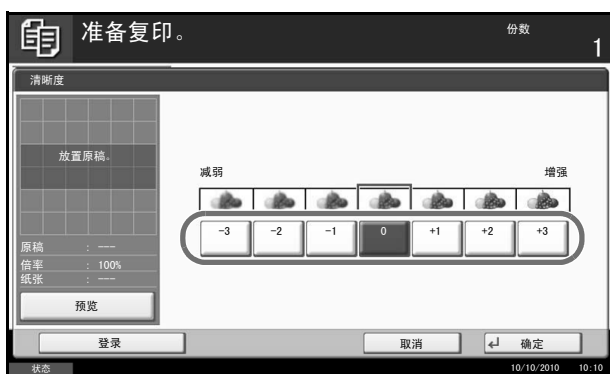 准备复印。
份数
1
清晰度
放置原稿。
减弱 增强
-3 -2 -1 0 +1 +2 +3
原稿 : ---
倍率 : 100%
纸张 : ---
预览
登录 取消 确定
状态 10/10/2010 10:10